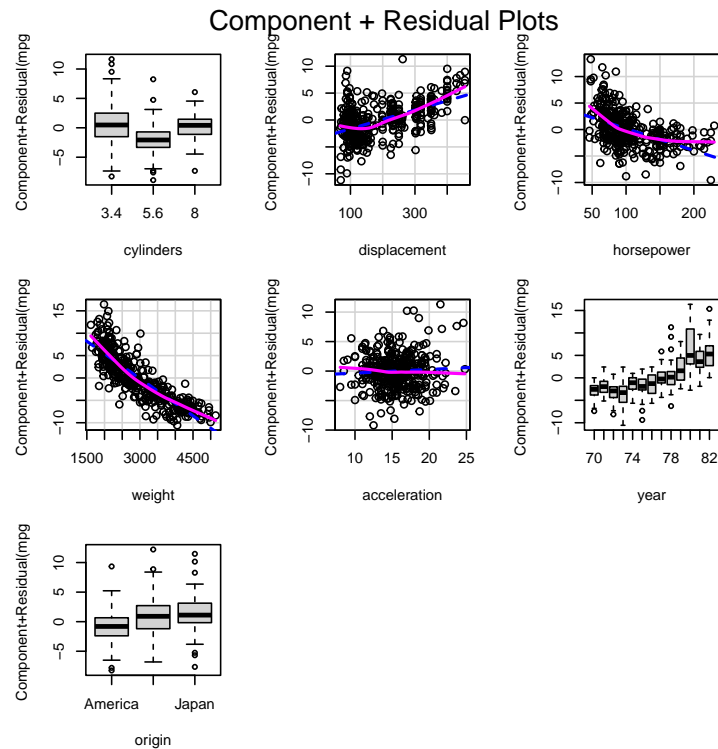 Component + Residual Plots
Component+Residual(mpg
10
5
0
−5
3.4 5.6 8
cylinders
Component+Residual(mpg
10
5
0
−10
100 300
displacement
Component+Residual(mpg
10
5
0
−10
50 100 200
horsepower
Component+Residual(mpg
15
5
0
−10
1500 3000 4500
weight
Component+Residual(mpg
10
5
0
−10
10 15 20 25
acceleration
Component+Residual(mpg
15
5
0
−10
70 74 78 82
year
Component+Residual(mpg
10
5
0
−5
America Japan
origin